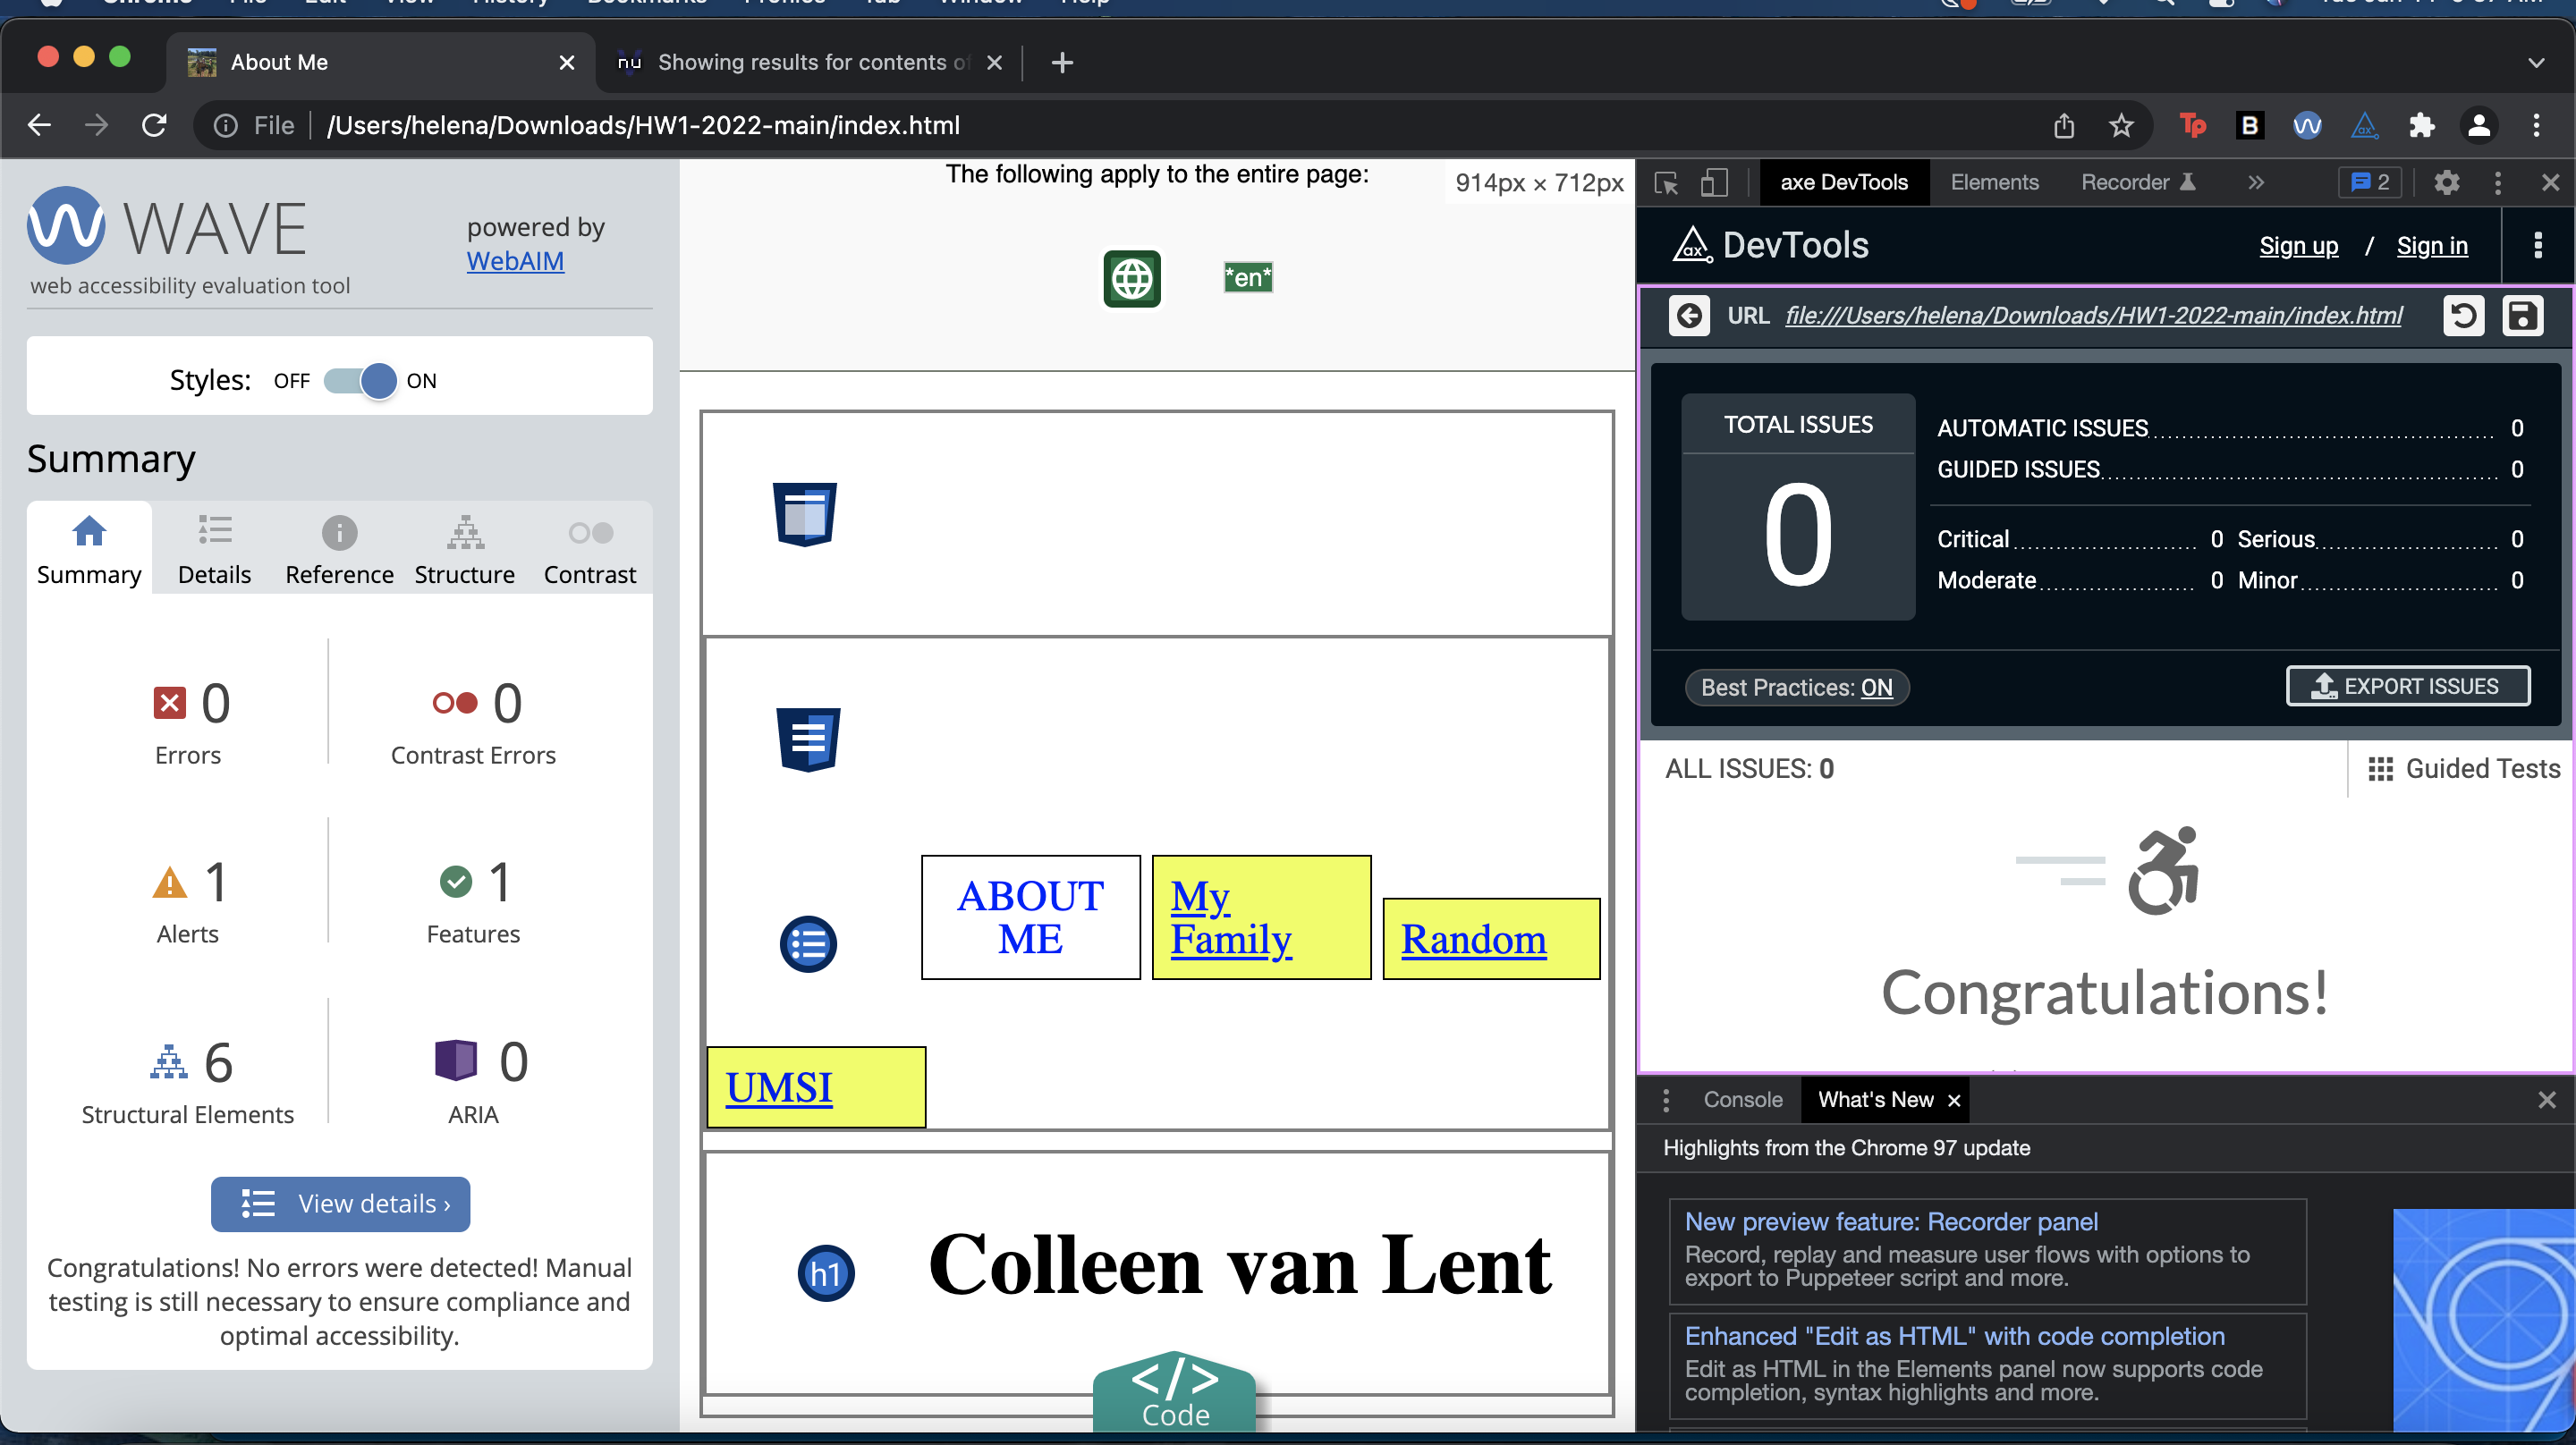 About Me
nu Showing results for contents of
File /Users/helena/Downloads/HW1-2022-main/index.html
Tp B ax
WAVE
powered by
WebAIM
web accessibility evaluation tool
Styles: OFF ON
Summary
Summary Details Reference Structure Contrast
0 Errors
0 Contrast Errors
1 Alerts
1 Features
6 Structural Elements
0 ARIA
View details ›
Congratulations! No errors were detected! Manual
testing is still necessary to ensure compliance and
optimal accessibility.
The following apply to the entire page:
914px × 712px
*en*
ABOUT
ME
My
Family
Random
UMSI
h1 Colleen van Lent
</>
Code
axe DevTools Elements Recorder 2
ax DevTools
Sign up / Sign in
URL file:///Users/helena/Downloads/HW1-2022-main/index.html
TOTAL ISSUES
0
AUTOMATIC ISSUES 0
GUIDED ISSUES 0
Critical 0 Serious 0
Moderate 0 Minor 0
Best Practices: ON
EXPORT ISSUES
ALL ISSUES: 0
Guided Tests
Congratulations!
Console What's New
Highlights from the Chrome 97 update
New preview feature: Recorder panel
Record, replay and measure user flows with options to
export to Puppeteer script and more.
Enhanced "Edit as HTML" with code completion
Edit as HTML in the Elements panel now supports code
completion, syntax highlights and more.